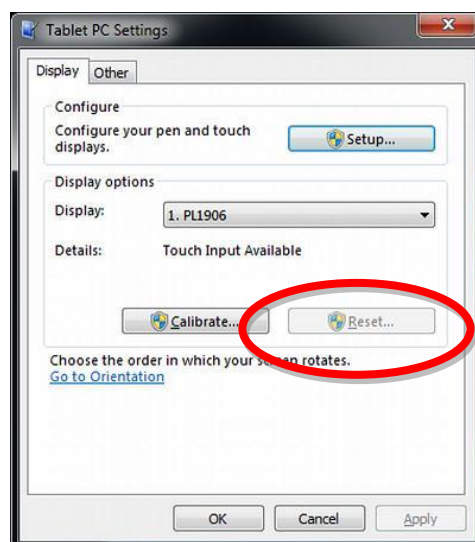 Tablet PC Settings
Display Other
Configure
Configure your pen and touch
displays.
Setup...
Display options
Display:
1. PL1906
Details:
Touch Input Available
Calibrate...
Reset...
Choose the order in which your screen rotates.
Go to Orientation
OK
Cancel
Apply